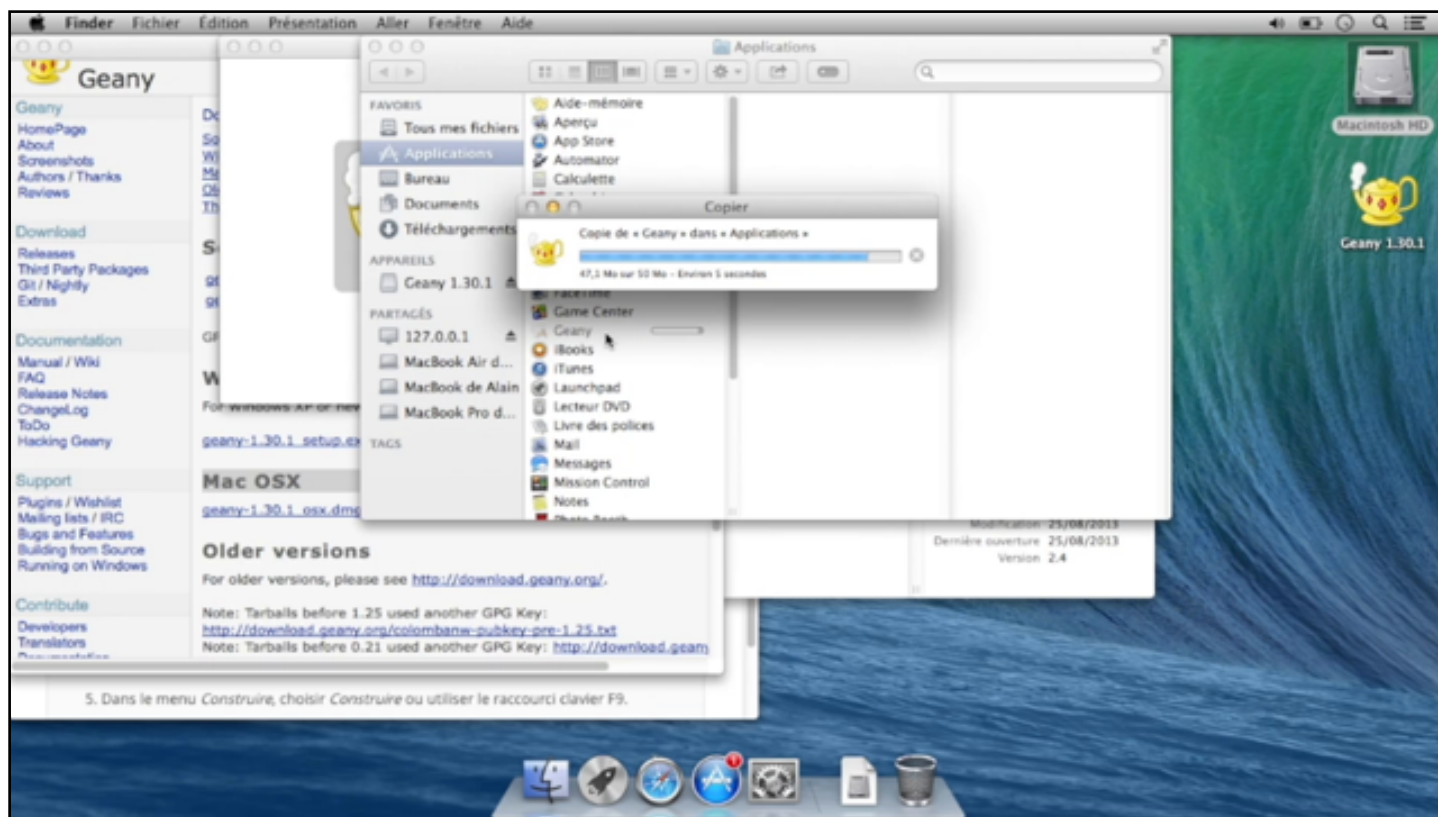 Finder Fichier Édition Présentation Aller Fenêtre Aide
Geany
Geany
HomePage
About
Screenshots
Authors / Thanks
Reviews
Download
Releases
Third Party Packages
Git / Nightly
Extras
Documentation
Manual / Wiki
FAQ
Release Notes
ChangeLog
ToDo
Hacking Geany
Support
Plugins / Wishlist
Mailing lists / IRC
Bugs and Features
Building from Source
Running on Windows
Contribute
Developers
Translators
geany-1.30.1_setup.ex
Mac OSX
geany-1.30.1_osx.dmg
Older versions
For older versions, please see http://download.geany.org/.
Note: Tarballs before 1.25 used another GPG Key:
http://download.geany.org/colombanw-pubkey-pre-1.25.txt
Note: Tarballs before 0.21 used another GPG Key: http://download.geany
5. Dans le menu Construire, choisir Construire ou utiliser le raccourci clavier F9.
Applications
FAVORIS
Tous mes fichiers
Applications
Bureau
Documents
Téléchargements
APPAREILS
Geany 1.30.1
PARTAGÉS
127.0.0.1
MacBook Air d...
MacBook de Alain
MacBook Pro d...
TAGS
Aide-mémoire
Aperçu
App Store
Automator
Calculette
Copier
Copie de « Geany » dans « Applications »
47,1 Mo sur 50 Mo - Environ 5 secondes
FaceTime
Game Center
Geany
iBooks
iTunes
Launchpad
Lecteur DVD
Livre des polices
Mail
Messages
Mission Control
Notes
Photo Booth
Modification 25/08/2013
Dernière ouverture 25/08/2013
Version 2.4
Macintosh HD
Geany 1.30.1
1